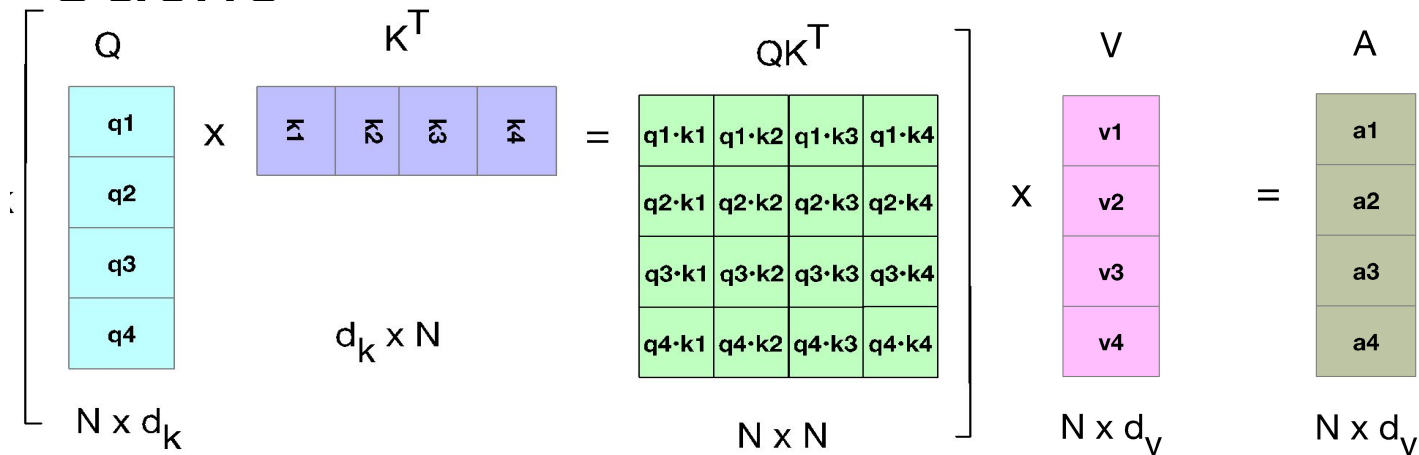 Q
K^T
QK^T
V
A
q1
x
k1 k2 k3 k4
=
q1·k1 q1·k2 q1·k3 q1·k4
v1
a1
q2
q2·k1 q2·k2 q2·k3 q2·k4
x
v2
=
a2
q3
q3·k1 q3·k2 q3·k3 q3·k4
v3
a3
q4
d_k x N
q4·k1 q4·k2 q4·k3 q4·k4
v4
a4
N x d_k
N x N
N x d_v
N x d_v